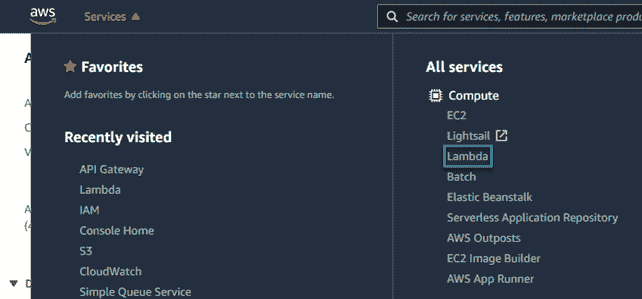 aws
Services
Search for services, features, marketplace produ
Favorites
Add favorites by clicking on the star next to the service name.
Recently visited
API Gateway
Lambda
IAM
Console Home
S3
CloudWatch
Simple Queue Service
All services
Compute
EC2
Lightsail
Lambda
Batch
Elastic Beanstalk
Serverless Application Repository
AWS Outposts
EC2 Image Builder
AWS App Runner